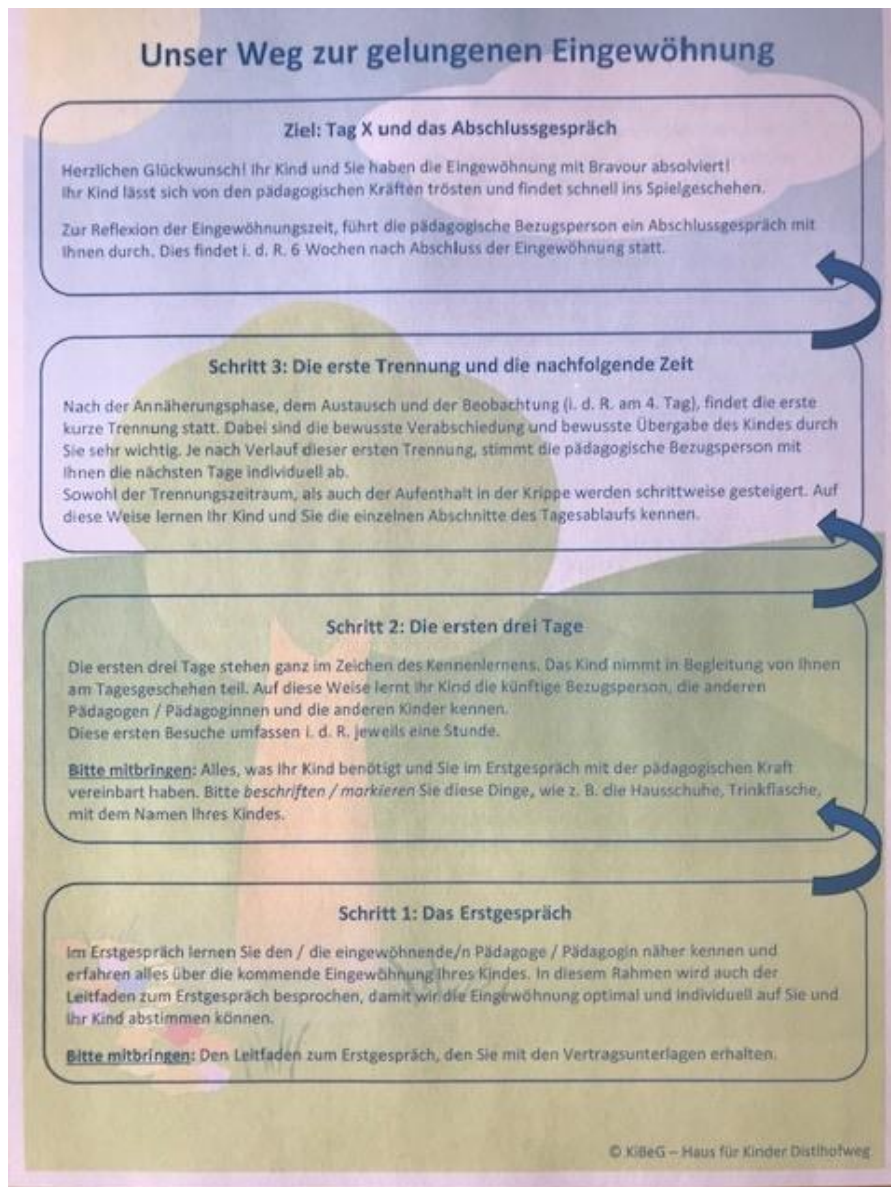 Unser Weg zur gelungenen Eingewöhnung
Ziel: Tag X und das Abschlussgespräch
Herzlichen Glückwunsch! Ihr Kind und Sie haben die Eingewöhnung mit Bravour absolviert!
Ihr Kind lässt sich von den pädagogischen Kräften trösten und findet schnell ins Spielgeschehen.
Zur Reflexion der Eingewöhnungszeit, führt die pädagogische Bezugsperson ein Abschlussgespräch mit
Ihnen durch. Dies findet i. d. R. 6 Wochen nach Abschluss der Eingewöhnung statt.
Schritt 3: Die erste Trennung und die nachfolgende Zeit
Nach der Annäherungsphase, dem Austausch und der Beobachtung (i. d. R. am 4. Tag), findet die erste
kurze Trennung statt. Dabei sind die bewusste Verabschiedung und bewusste Übergabe des Kindes durch
Sie sehr wichtig. Je nach Verlauf dieser ersten Trennung, stimmt die pädagogische Bezugsperson mit
Ihnen die nächsten Tage individuell ab.
Sowohl der Trennungszeitraum, als auch der Aufenthalt in der Krippe werden schrittweise gesteigert. Auf
diese Weise lernen Ihr Kind und Sie die einzelnen Abschnitte des Tagesablaufs kennen.
Schritt 2: Die ersten drei Tage
Die ersten drei Tage stehen ganz im Zeichen des Kennenlernens. Das Kind nimmt in Begleitung von Ihnen
am Tagesgeschehen teil. Auf diese Weise lernt Ihr Kind die künftige Bezugsperson, die anderen
Pädagogen / Pädagoginnen und die anderen Kinder kennen.
Diese ersten Besuche umfassen i. d. R. jeweils eine Stunde.
Bitte mitbringen: Alles, was Ihr Kind benötigt und Sie im Erstgespräch mit der pädagogischen Kraft
vereinbart haben. Bitte beschriften / markieren Sie diese Dinge, wie z. B. die Hausschuhe, Trinkflasche,
mit dem Namen Ihres Kindes.
Schritt 1: Das Erstgespräch
Im Erstgespräch lernen Sie den / die eingewöhnende/n Pädagoge / Pädagogin näher kennen und
erfahren alles über die kommende Eingewöhnung Ihres Kindes. In diesem Rahmen wird auch der
Leitfaden zum Erstgespräch besprochen, damit wir die Eingewöhnung optimal und individuell auf Sie und
Ihr Kind abstimmen können.
Bitte mitbringen: Den Leitfaden zum Erstgespräch, den Sie mit den Vertragsunterlagen erhalten.
© KiBeG – Haus für Kinder Distlhofweg